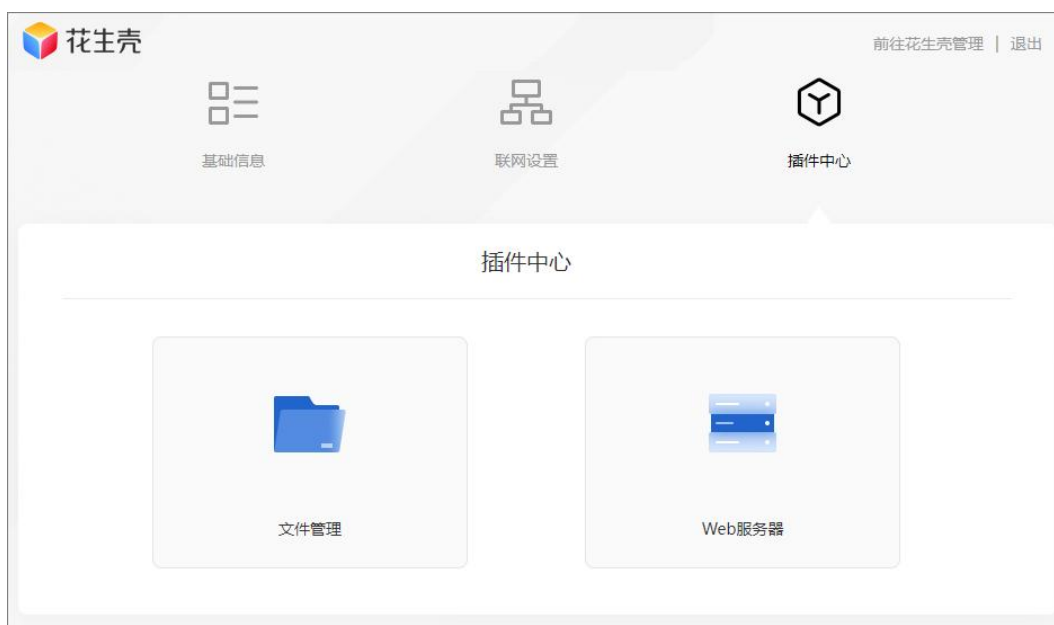 花生壳
前往花生壳管理 | 退出
基础信息
联网设置
插件中心
插件中心
文件管理
Web服务器